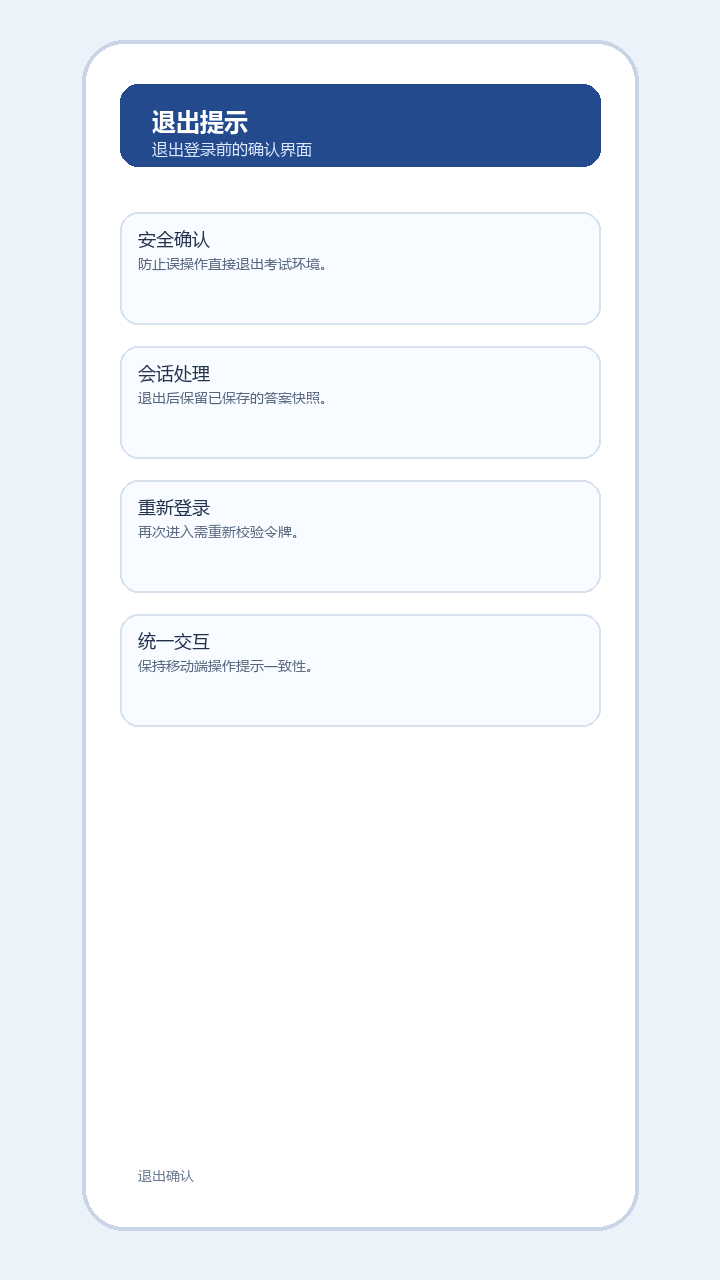 退出提示
退出登录前的确认界面
安全确认
防止误操作直接退出考试环境。
会话处理
退出后保留已保存的答案快照。
重新登录
再次进入需重新校验令牌。
统一交互
保持移动端操作提示一致性。
退出确认